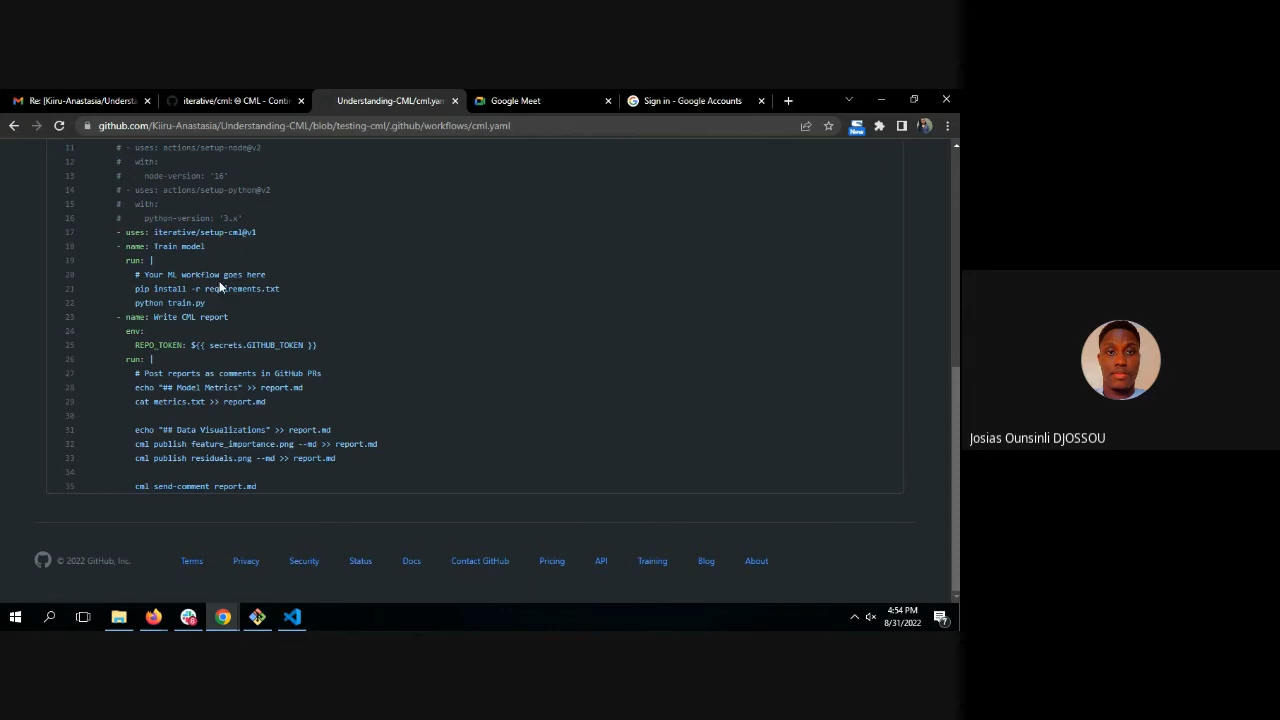 Re: [Kiiru-Anastasia/Understa
iterative/cml: ♾️ CML - Conti
Understanding-CML/cml.ya
Google Meet
Sign in - Google Accounts
github.com/Kiiru-Anastasia/Understanding-CML/blob/testing-cml/.github/workflows/cml.yaml
New
11 # - uses: actions/setup-node@v2
12 # with:
13 # node-version: '16'
14 # - uses: actions/setup-python@v2
15 # with:
16 # python-version: '3.x'
17 - uses: iterative/setup-cml@v1
18 - name: Train model
19 run: |
20 # Your ML workflow goes here
21 pip install -r requirements.txt
22 python train.py
23 - name: Write CML report
24 env:
25 REPO_TOKEN: ${{ secrets.GITHUB_TOKEN }}
26 run: |
27 # Post reports as comments in GitHub PRs
28 echo "## Model Metrics" >> report.md
29 cat metrics.txt >> report.md
30
31 echo "## Data Visualizations" >> report.md
32 cml publish feature_importance.png --md >> report.md
33 cml publish residuals.png --md >> report.md
34
35 cml send-comment report.md
Josias Ounsinli DJOSSOU
© 2022 GitHub, Inc. Terms Privacy Security Status Docs Contact GitHub Pricing API Training Blog About
4:54 PM
8/31/2022
7